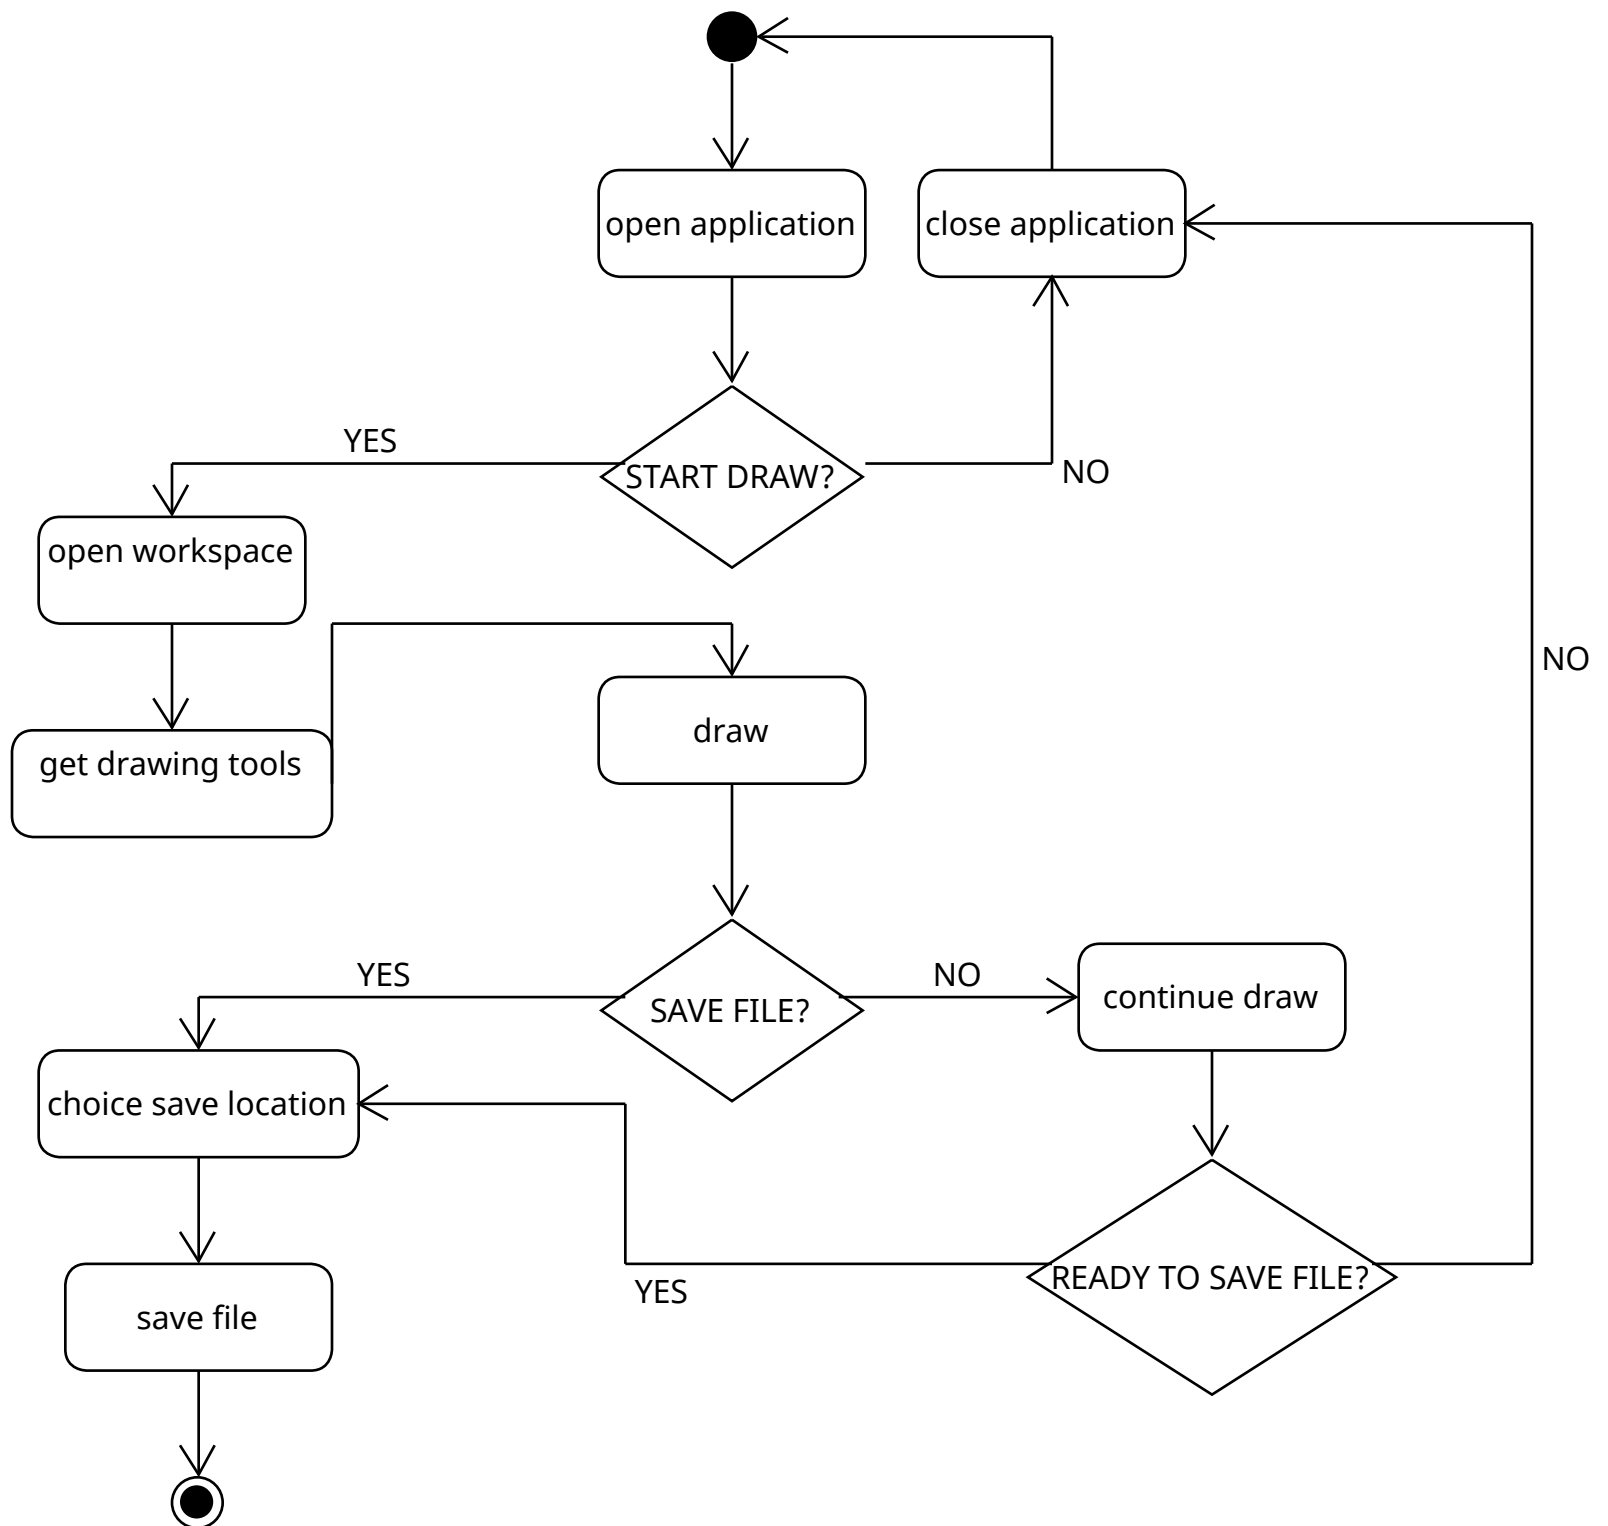 open application
close application
YES
START DRAW?
NO
open workspace
NO
draw
get drawing tools
YES
SAVE FILE?
NO
continue draw
choice save location
YES
READY TO SAVE FILE?
save file